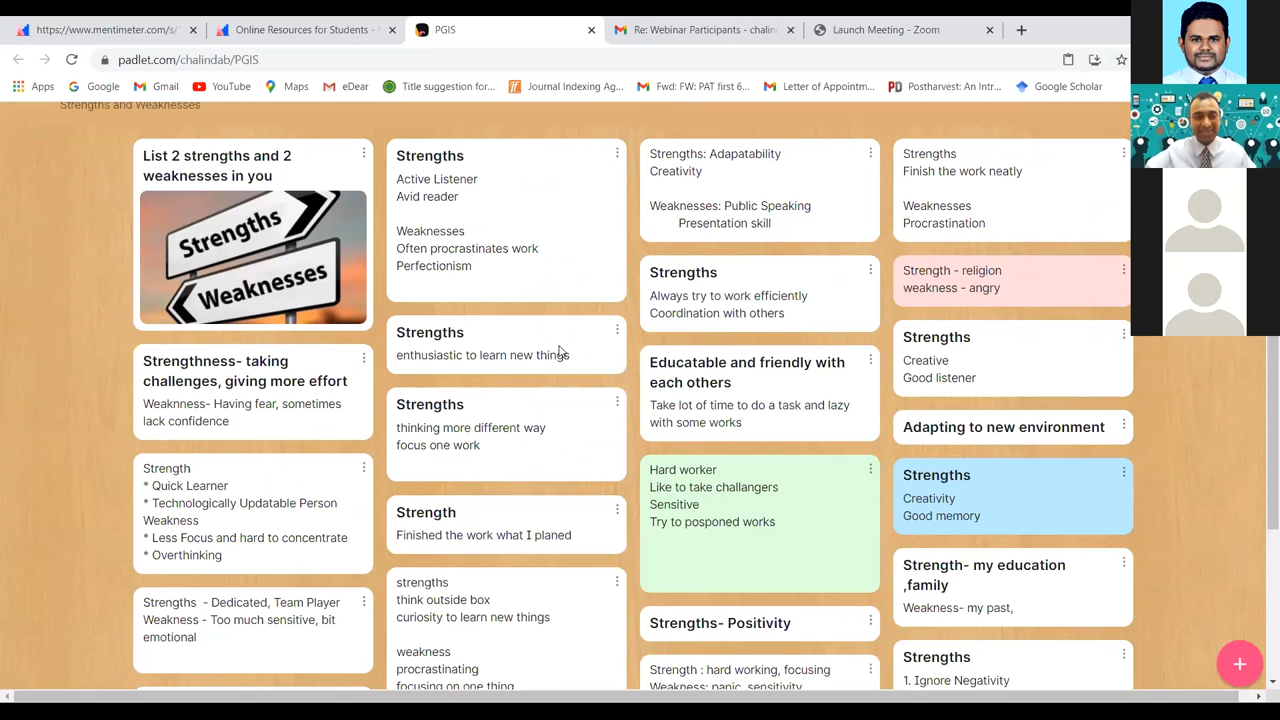 https://www.mentimeter.com/s/
Online Resources for Students -
PGIS
Re: Webinar Participants - chalin
Launch Meeting - Zoom
padlet.com/chalindab/PGIS
Apps
Google
Gmail
YouTube
Maps
eDear
Title suggestion for...
Journal Indexing Ag...
Fwd: FW: PAT first 6...
Letter of Appointm...
Postharvest: An Intr...
Google Scholar
Strengths and Weaknesses
List 2 strengths and 2
weaknesses in you
Strengths
Weaknesses
Strengthness- taking
challenges, giving more effort
Weaknness- Having fear, sometimes
lack confidence
Strength
* Quick Learner
* Technologically Updatable Person
Weakness
* Less Focus and hard to concentrate
* Overthinking
Strengths - Dedicated, Team Player
Weakness - Too much sensitive, bit
emotional
Strengths
Active Listener
Avid reader
Weaknesses
Often procrastinates work
Perfectionism
Strengths
enthusiastic to learn new things
Strengths
thinking more different way
focus one work
Strength
Finished the work what I planed
strengths
think outside box
curiosity to learn new things
weakness
procrastinating
focusing on one thing
Strengths: Adapatability
Creativity
Weaknesses: Public Speaking
Presentation skill
Strengths
Always try to work efficiently
Coordination with others
Educatable and friendly with
each others
Take lot of time to do a task and lazy
with some works
Hard worker
Like to take challangers
Sensitive
Try to posponed works
Strengths- Positivity
Strength : hard working, focusing
Weakness: panic, sensitivity
Strengths
Finish the work neatly
Weaknesses
Procrastination
Strength - religion
weakness - angry
Strengths
Creative
Good listener
Adapting to new environment
Strengths
Creativity
Good memory
Strength- my education
,family
Weakness- my past,
Strengths
1. Ignore Negativity